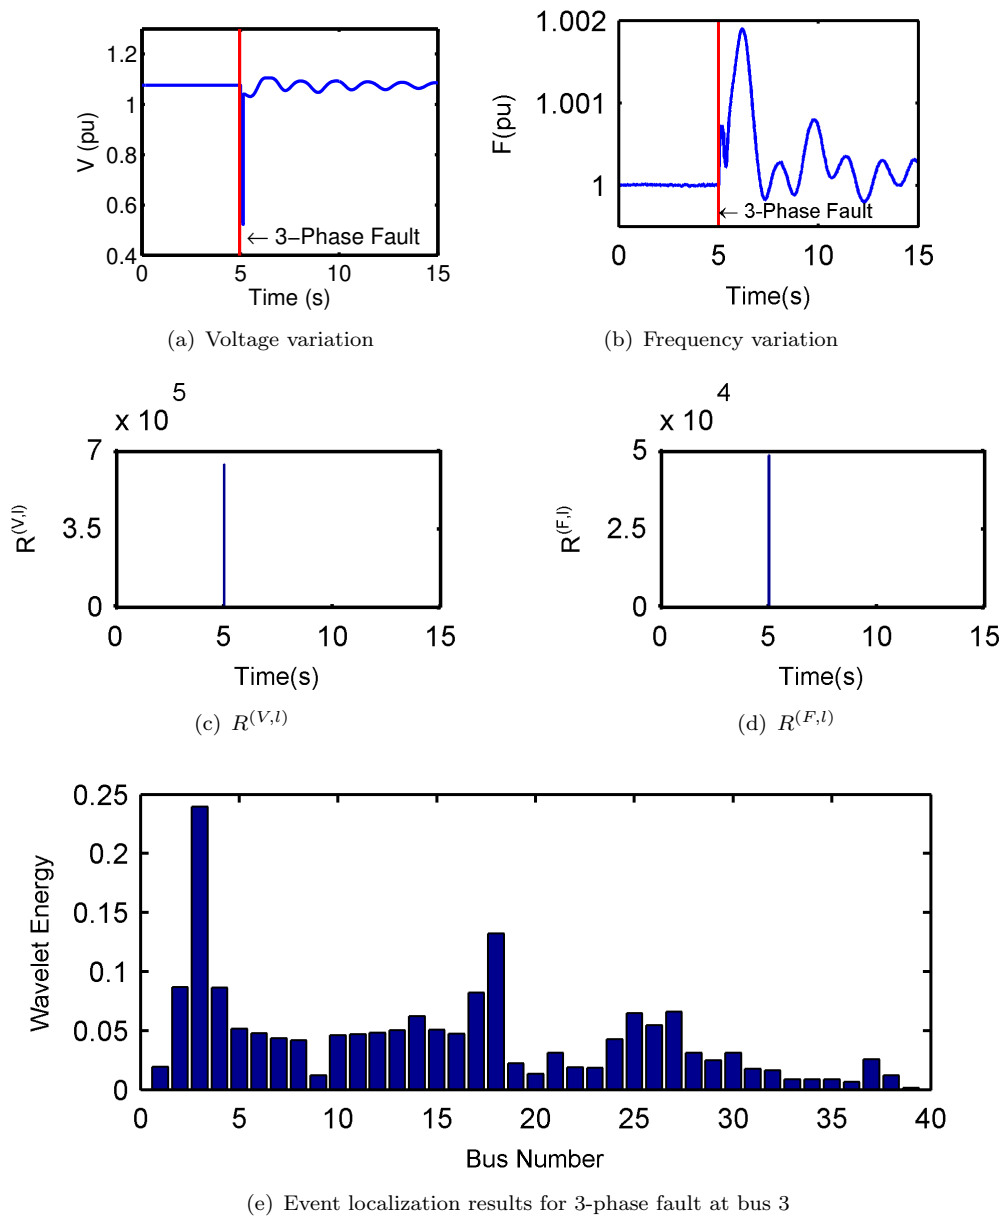 1.2
1
0.8
0.6
0.4
V (pu)
← 3−Phase Fault
0 5 10 15
Time (s)
(a) Voltage variation
1.002
1.001
1
F(pu)
← 3-Phase Fault
0 5 10 15
Time(s)
(b) Frequency variation
x 10^5
7
3.5
0
R^(V,l)
0 5 10 15
Time(s)
(c) R^(V,l)
x 10^4
5
2.5
0
R^(F,l)
0 5 10 15
Time(s)
(d) R^(F,l)
0.25
0.2
0.15
0.1
0.05
0
Wavelet Energy
0 5 10 15 20 25 30 35 40
Bus Number
(e) Event localization results for 3-phase fault at bus 3